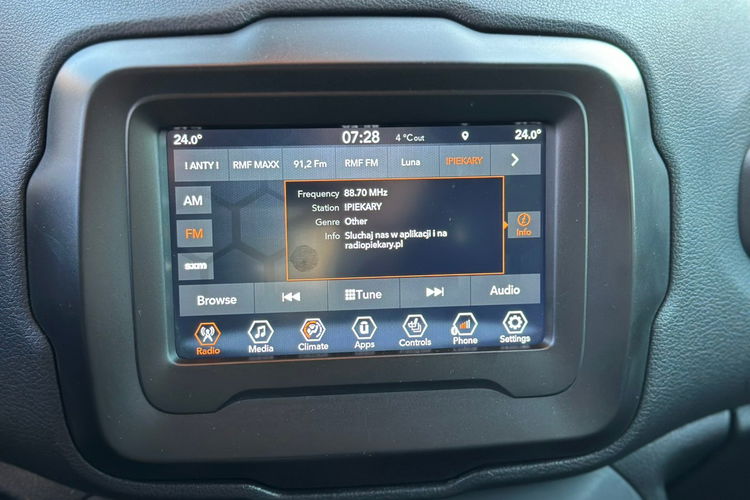 24.0° 07:28 4 °C out 24.0°
! ANTY ! RMF MAXX 91,2 Fm RMF FM Luna !PIEKARY
AM
Frequency 88.70 MHz
Station !PIEKARY
Genre Other
Info Sluchaj nas w aplikacji i na
radiopiekary.pl
FM
Info
Browse Tune Audio
Radio Media Climate Apps Controls Phone Settings